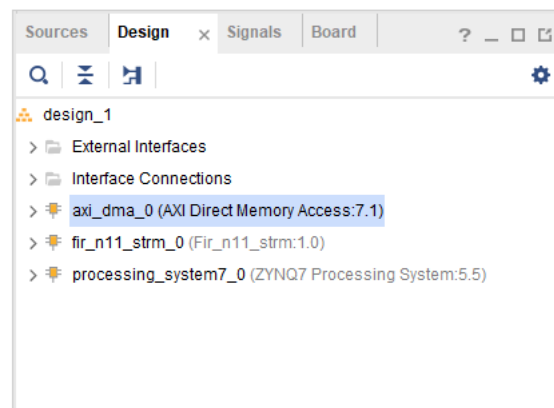 Sources Design × Signals Board ? _
design_1
External Interfaces
Interface Connections
axi_dma_0 (AXI Direct Memory Access:7.1)
fir_n11_strm_0 (Fir_n11_strm:1.0)
processing_system7_0 (ZYNQ7 Processing System:5.5)